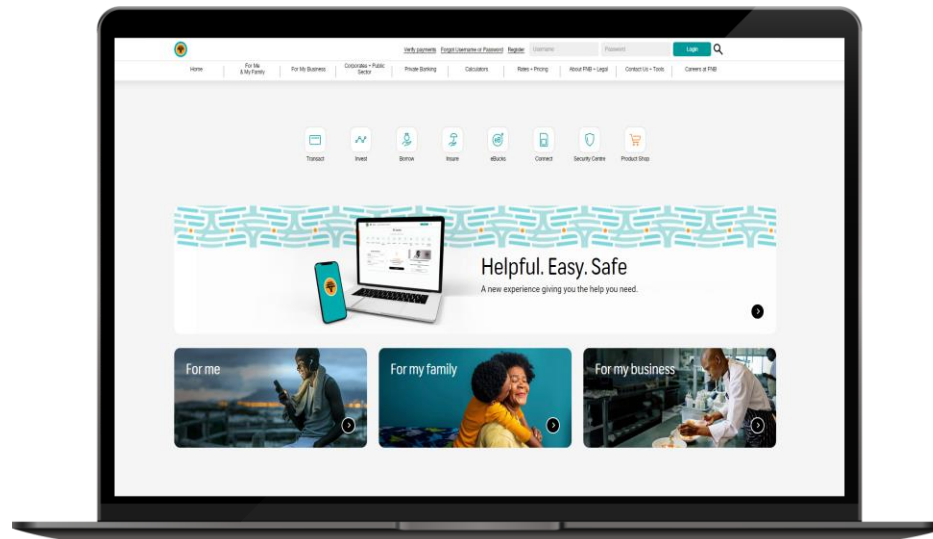 Verify payments Forgot Username or Password Register Username Password Login
Home
For Me
& My Family
For My Business
Corporates + Public
Sector
Private Banking
Calculators
Rates + Pricing
About FNB + Legal
Contact Us + Tools
Careers at FNB
Transact
Invest
Borrow
Insure
eBucks
Connect
Security Centre
Product Shop
Helpful. Easy. Safe
A new experience giving you the help you need.
For me
For my family
For my business